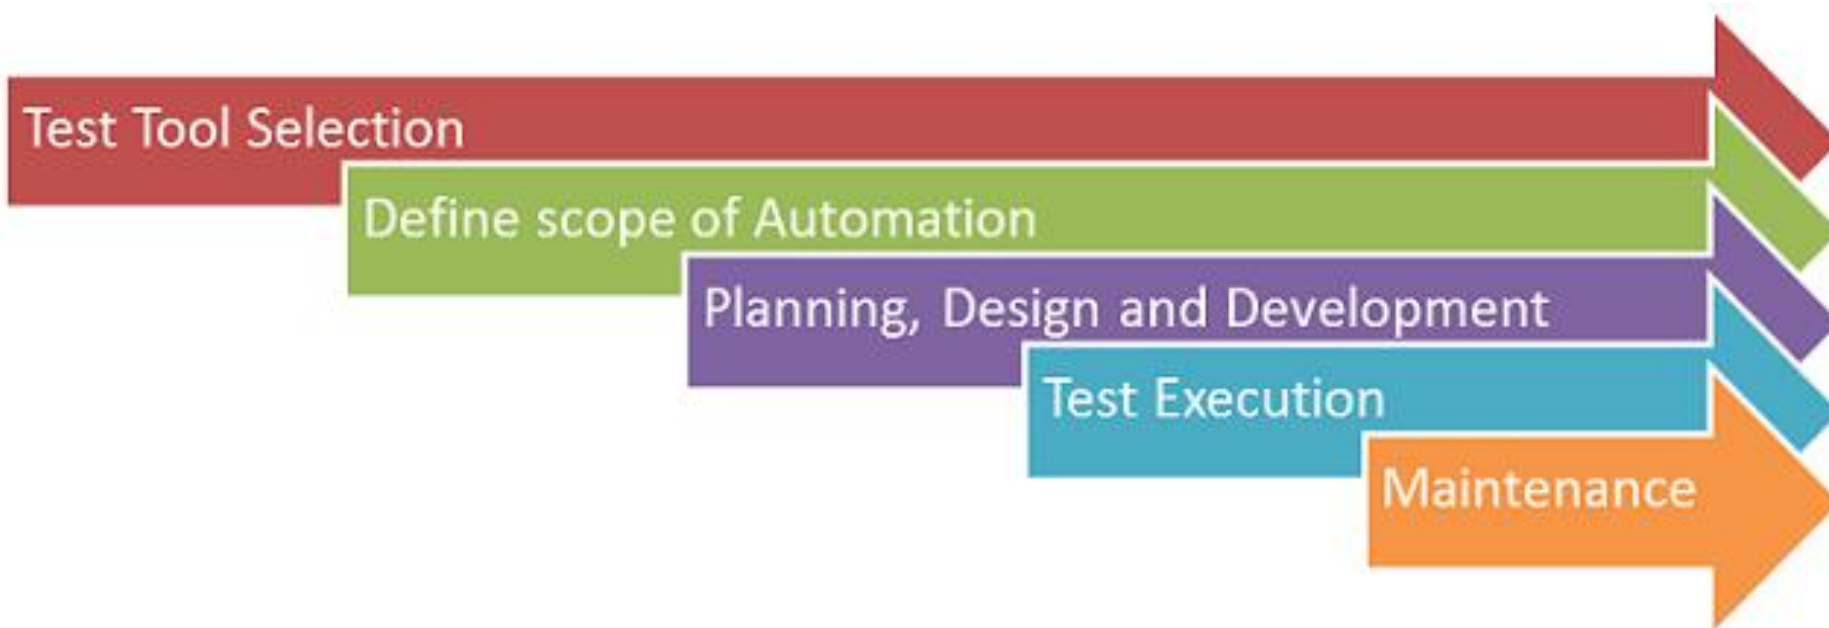 Test Tool Selection
Define scope of Automation
Planning, Design and Development
Test Execution
Maintenance